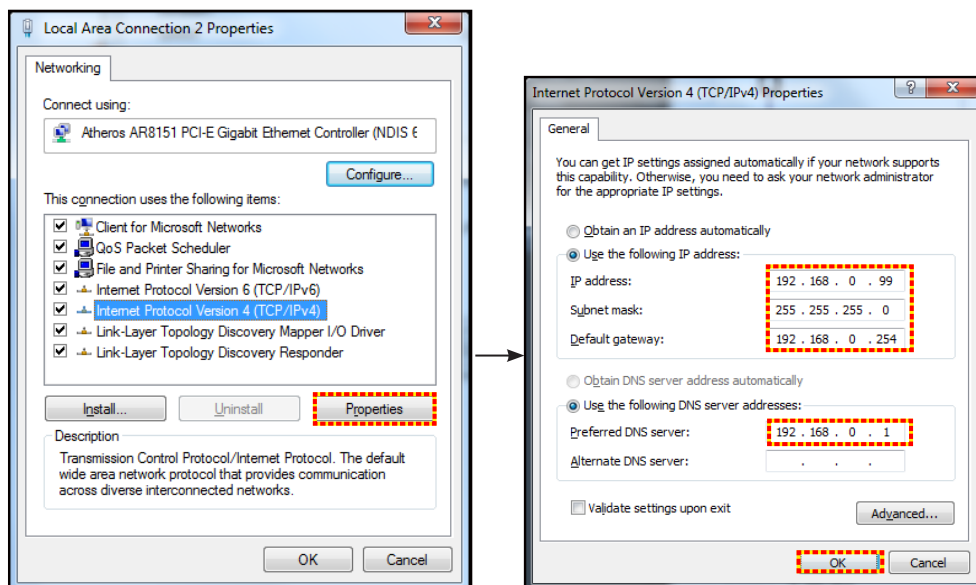 Local Area Connection 2 Properties
Networking
Connect using:
Atheros AR8151 PCI-E Gigabit Ethernet Controller (NDIS 6
Configure...
This connection uses the following items:
Client for Microsoft Networks
QoS Packet Scheduler
File and Printer Sharing for Microsoft Networks
Internet Protocol Version 6 (TCP/IPv6)
Internet Protocol Version 4 (TCP/IPv4)
Link-Layer Topology Discovery Mapper I/O Driver
Link-Layer Topology Discovery Responder
Install... Uninstall Properties
Description
Transmission Control Protocol/Internet Protocol. The default
wide area network protocol that provides communication
across diverse interconnected networks.
OK Cancel
Internet Protocol Version 4 (TCP/IPv4) Properties
General
You can get IP settings assigned automatically if your network supports
this capability. Otherwise, you need to ask your network administrator
for the appropriate IP settings.
Obtain an IP address automatically
Use the following IP address:
IP address: 192 . 168 . 0 . 99
Subnet mask: 255 . 255 . 255 . 0
Default gateway: 192 . 168 . 0 . 254
Obtain DNS server address automatically
Use the following DNS server addresses:
Preferred DNS server: 192 . 168 . 0 . 1
Alternate DNS server: . . .
Validate settings upon exit
Advanced...
OK Cancel